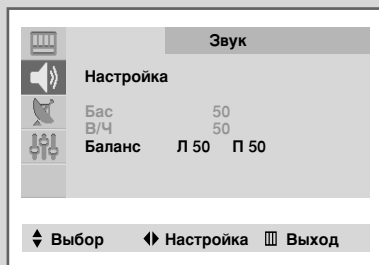 Звук
Настройка
Бас 50
В/Ч 50
Баланс Л 50 П 50
Выбор Настройка Выход